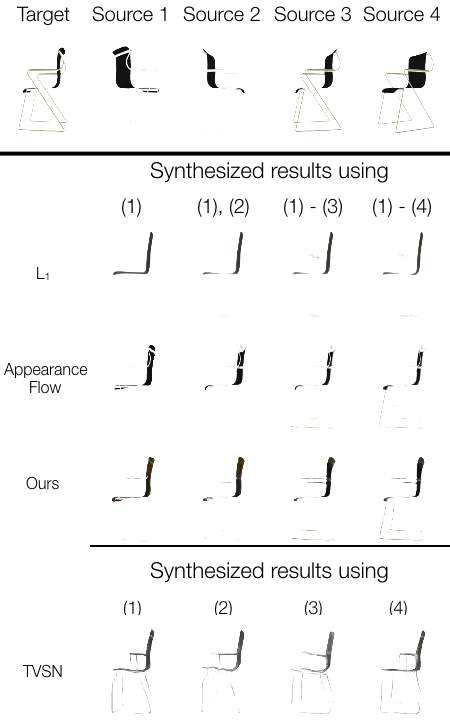 Target Source 1 Source 2 Source 3 Source 4
Synthesized results using
(1) (1), (2) (1) - (3) (1) - (4)
L₁
Appearance
Flow
Ours
Synthesized results using
(1) (2) (3) (4)
TVSN